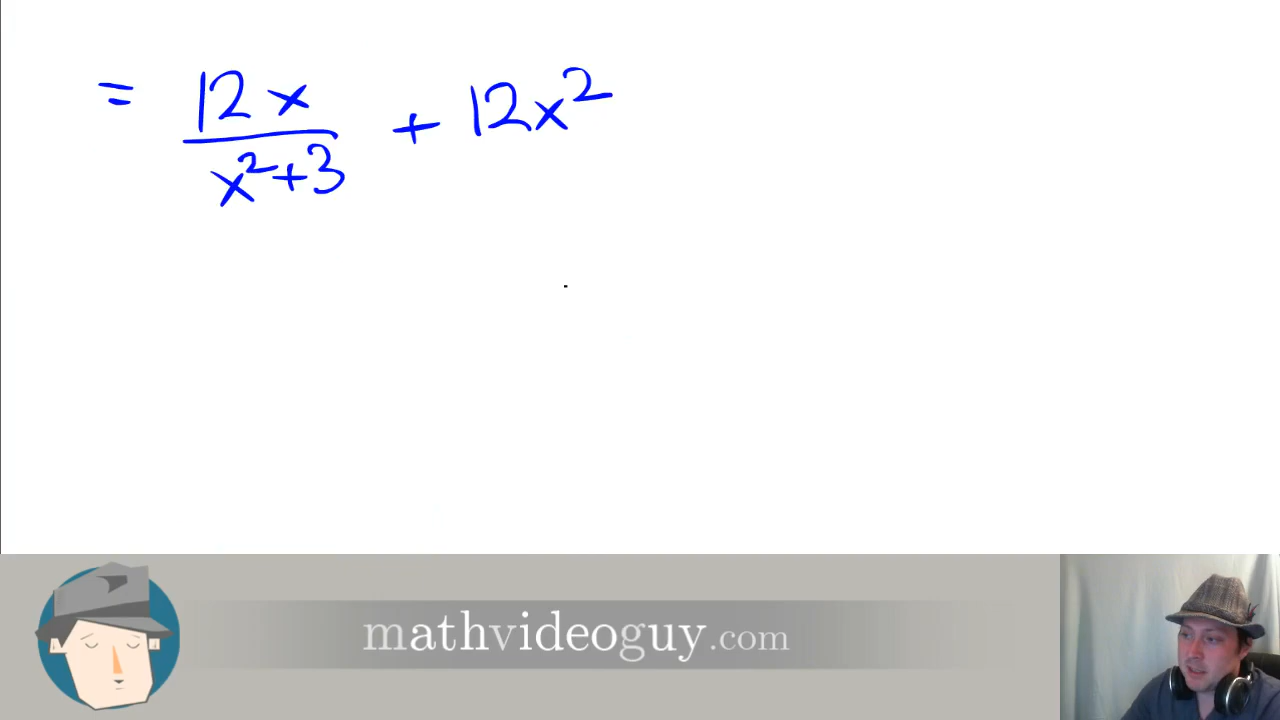 = 12x / (x²+3) + 12x²
mathvideoguy.com